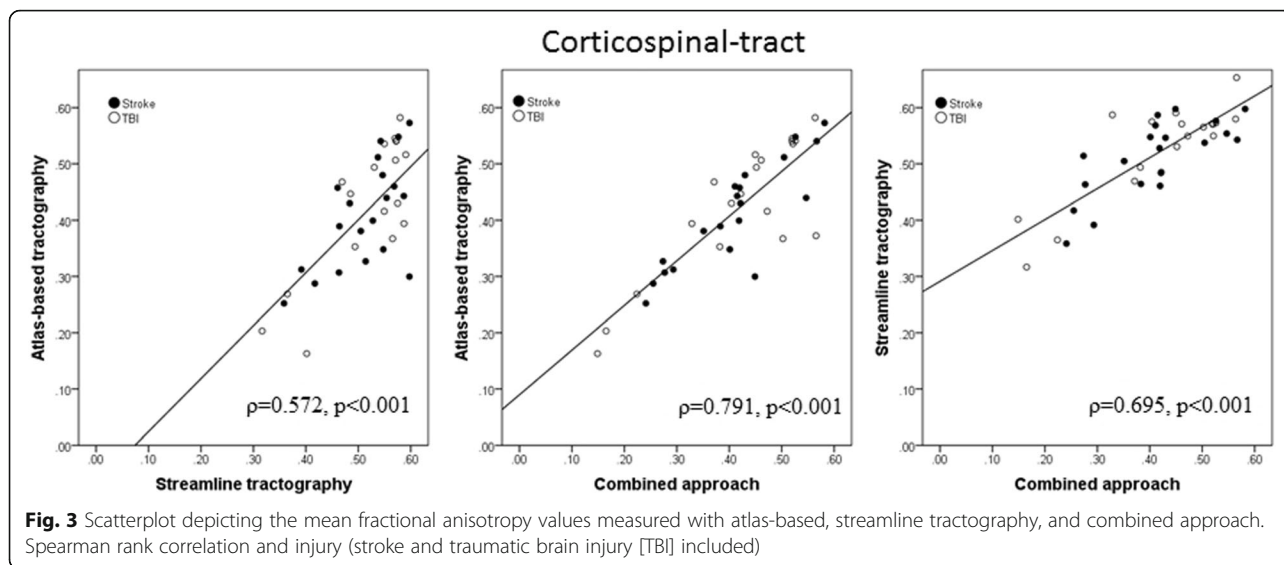 Corticospinal-tract
Stroke
TBI
.60
.50
.40
.30
.20
.10
.00
.00 .10 .20 .30 .40 .50 .60
Atlas-based tractography
Streamline tractography
ρ=0.572, p<0.001
Stroke
TBI
.60
.50
.40
.30
.20
.10
.00
.00 .10 .20 .30 .40 .50 .60
Atlas-based tractography
Combined approach
ρ=0.791, p<0.001
Stroke
TBI
.60
.50
.40
.30
.20
.10
.00
.00 .10 .20 .30 .40 .50 .60
Streamline tractography
Combined approach
ρ=0.695, p<0.001
Fig. 3 Scatterplot depicting the mean fractional anisotropy values measured with atlas-based, streamline tractography, and combined approach.
Spearman rank correlation and injury (stroke and traumatic brain injury [TBI] included)